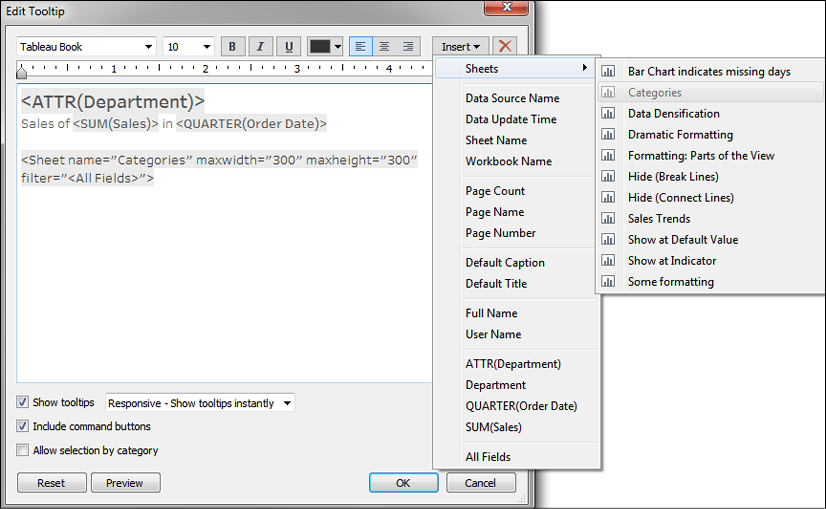 Edit Tooltip
Tableau Book 10 B I U Insert
1 2 3 4
<ATTR(Department)>
Sales of <SUM(Sales)> in <QUARTER(Order Date)>
<Sheet name="Categories" maxwidth="300" maxheight="300"
filter="<All Fields>">
Show tooltips Responsive - Show tooltips instantly
Include command buttons
Allow selection by category
Reset Preview OK Cancel
Sheets
Data Source Name
Data Update Time
Sheet Name
Workbook Name
Page Count
Page Name
Page Number
Default Caption
Default Title
Full Name
User Name
ATTR(Department)
Department
QUARTER(Order Date)
SUM(Sales)
All Fields
Bar Chart indicates missing days
Categories
Data Densification
Dramatic Formatting
Formatting: Parts of the View
Hide (Break Lines)
Hide (Connect Lines)
Sales Trends
Show at Default Value
Show at Indicator
Some formatting